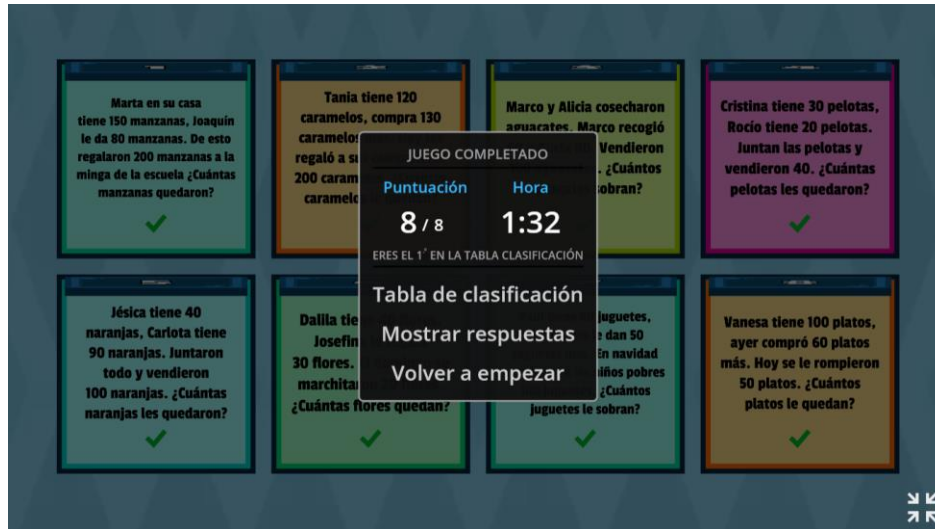 Marta en su casa
tiene 150 manzanas, Joaquín
le da 80 manzanas. De esto
regalaron 200 manzanas a la
minga de la escuela ¿Cuántas
manzanas quedaron?
Tania tiene 120
caramelos, compra 130
caramelos
regaló a su
200 caram
caramelo
Marco y Alicia cosecharon
aguacates. Marco recogió
Vendieron
. ¿Cuántos
sobran?
Cristina tiene 30 pelotas,
Rocío tiene 20 pelotas.
Juntan las pelotas y
vendieron 40. ¿Cuántas
pelotas les quedaron?
JUEGO COMPLETADO
Puntuación Hora
8 / 8 1:32
ERES EL 1° EN LA TABLA CLASIFICACIÓN
Tabla de clasificación
Mostrar respuestas
Volver a empezar
Jésica tiene 40
naranjas, Carlota tiene
90 naranjas. Juntaron
todo y vendieron
100 naranjas. ¿Cuántas
naranjas les quedaron?
Dalila tie
Josefin
30 flores.
marchita
¿Cuántas flores quedan?
juguetes,
dan 50
En navidad
niños pobres
¿Cuántos
juguetes le sobran?
Vanesa tiene 100 platos,
ayer compró 60 platos
más. Hoy se le rompieron
50 platos. ¿Cuántos
platos le quedan?